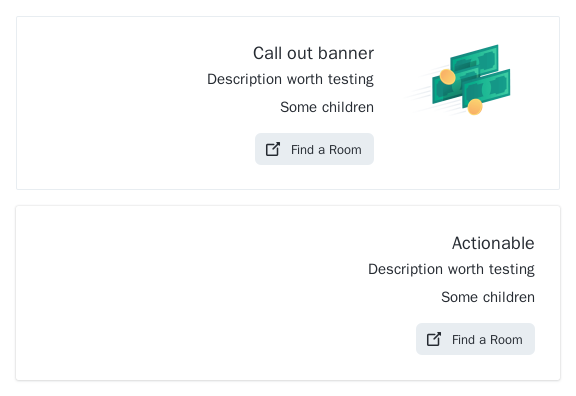 Call out banner
Description worth testing
Some children
Find a Room
Actionable
Description worth testing
Some children
Find a Room